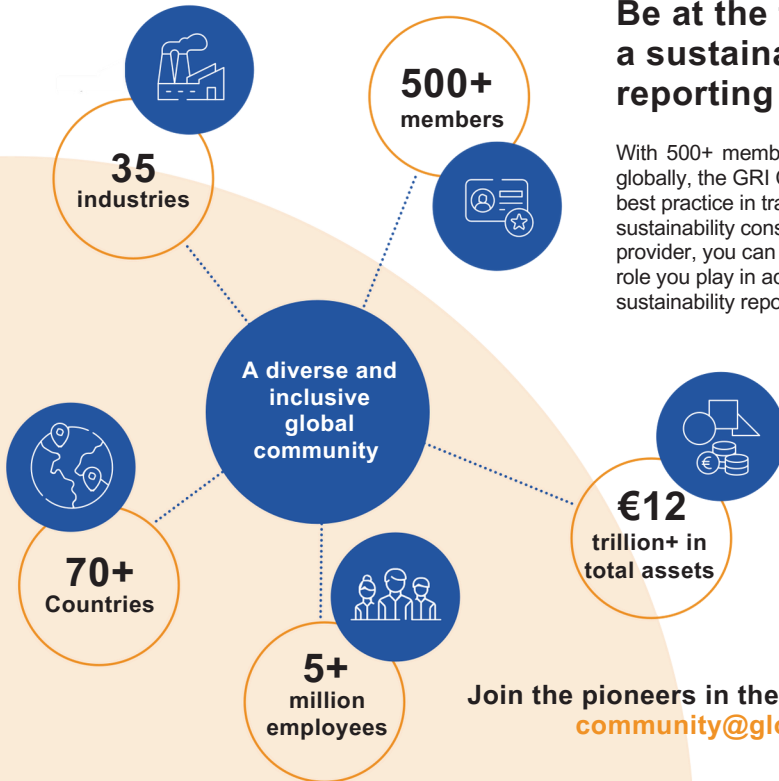 Be at the
a sustaina
reporting
With 500+ memb
globally, the GRI
best practice in tra
sustainability cons
provider, you can
role you play in ac
sustainability repo
500+
members
35
industries
A diverse and
inclusive
global
community
€12
trillion+ in
total assets
70+
Countries
5+
million
employees
Join the pioneers in the
community@glo